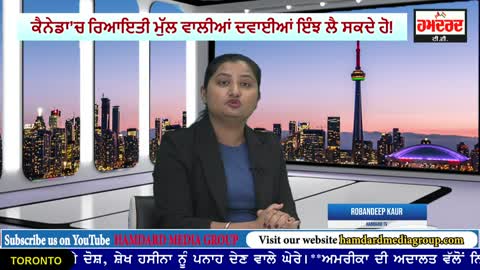 ਕੈਨੇਡਾ'ਚ ਰਿਆਇਤੀ ਮੁੱਲ ਵਾਲੀਆਂ ਦਵਾਈਆਂ ਇੰਝ ਲੈ ਸਕਦੇ ਹੋ!
ਹਮਦਰਦ
ਟੀ.ਵੀ.
ROBANDEEP KAUR
HAMDARD TV
Subscribe us on YouTube HAMDARD MEDIA GROUP Visit our website hamdardmediagroup.com
TORONTO ਦੋਸ਼, ਸ਼ੇਖ ਹਸੀਨਾ ਨੂੰ ਪਨਾਹ ਦੇਣ ਵਾਲੇ ਘੇਰੇ।**ਅਮਰੀਕਾ ਦੀ ਅਦਾਲਤ ਵੱਲੋਂ